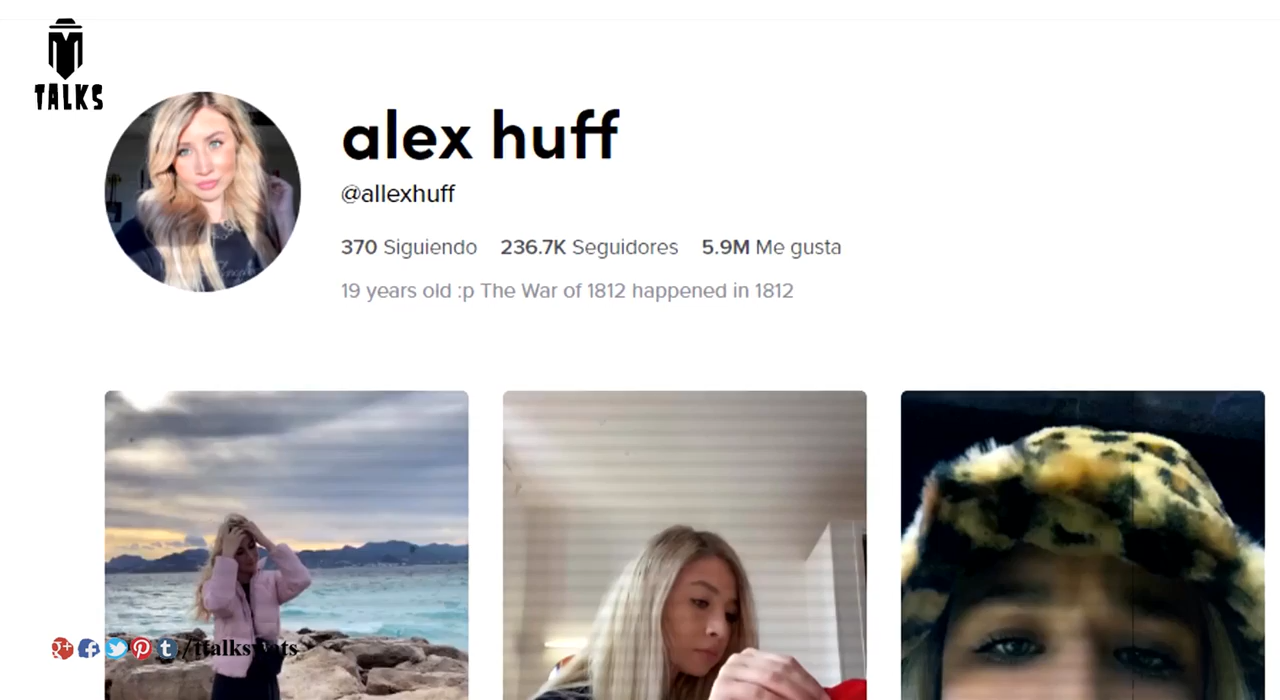 TALKS
alex huff
@allexhuff
370 Siguiendo 236.7K Seguidores 5.9M Me gusta
19 years old :p The War of 1812 happened in 1812